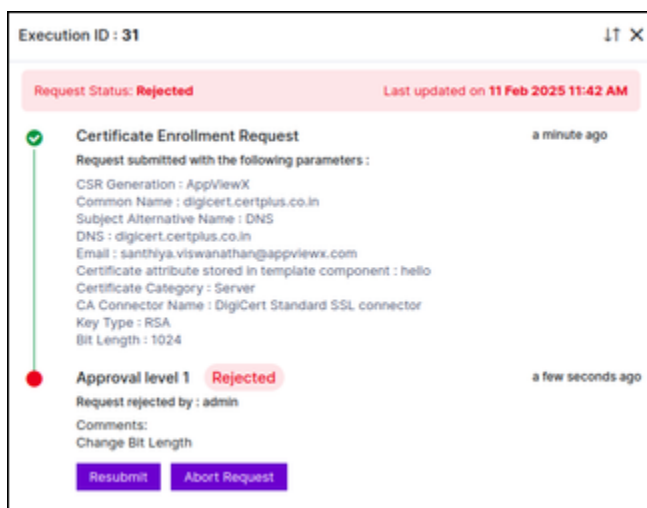 Execution ID : 31
Request Status: Rejected
Last updated on 11 Feb 2025 11:42 AM
Certificate Enrollment Request
a minute ago
Request submitted with the following parameters :
CSR Generation : AppViewX
Common Name : digicert.certplus.co.in
Subject Alternative Name : DNS
DNS : digicert.certplus.co.in
Email : santhiya.viswanathan@appviewx.com
Certificate attribute stored in template component : hello
Certificate Category : Server
CA Connector Name : DigiCert Standard SSL connector
Key Type : RSA
Bit Length : 1024
Approval level 1 Rejected
a few seconds ago
Request rejected by : admin
Comments:
Change Bit Length
Resubmit
Abort Request